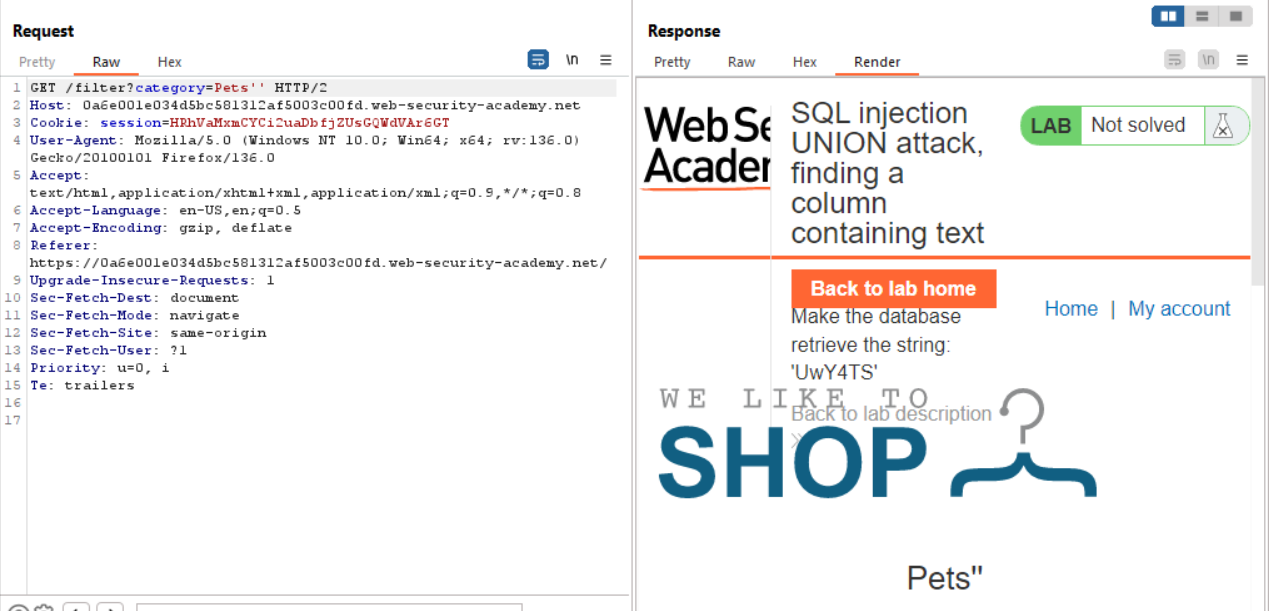 Request
Pretty Raw Hex \n
1 GET /filter?category=Pets'' HTTP/2
2 Host: 0a6e001e034d5bc581312af5003c00fd.web-security-academy.net
3 Cookie: session=HRhVaMxmCYCi2uaDbfjZUsGQWdVAr6GT
4 User-Agent: Mozilla/5.0 (Windows NT 10.0; Win64; x64; rv:136.0)
Gecko/20100101 Firefox/136.0
5 Accept:
text/html,application/xhtml+xml,application/xml;q=0.9,*/*;q=0.8
6 Accept-Language: en-US,en;q=0.5
7 Accept-Encoding: gzip, deflate
8 Referer:
https://0a6e001e034d5bc581312af5003c00fd.web-security-academy.net/
9 Upgrade-Insecure-Requests: 1
10 Sec-Fetch-Dest: document
11 Sec-Fetch-Mode: navigate
12 Sec-Fetch-Site: same-origin
13 Sec-Fetch-User: ?1
14 Priority: u=0, i
15 Te: trailers
16
17
Response
Pretty Raw Hex Render \n
Web Se
Academ
SQL injection
UNION attack,
finding a
column
containing text
LAB Not solved
Back to lab home
Home | My account
Make the database
retrieve the string:
'UwY4TS'
WE LIKE TO
Back to lab description
SHOP
Pets''